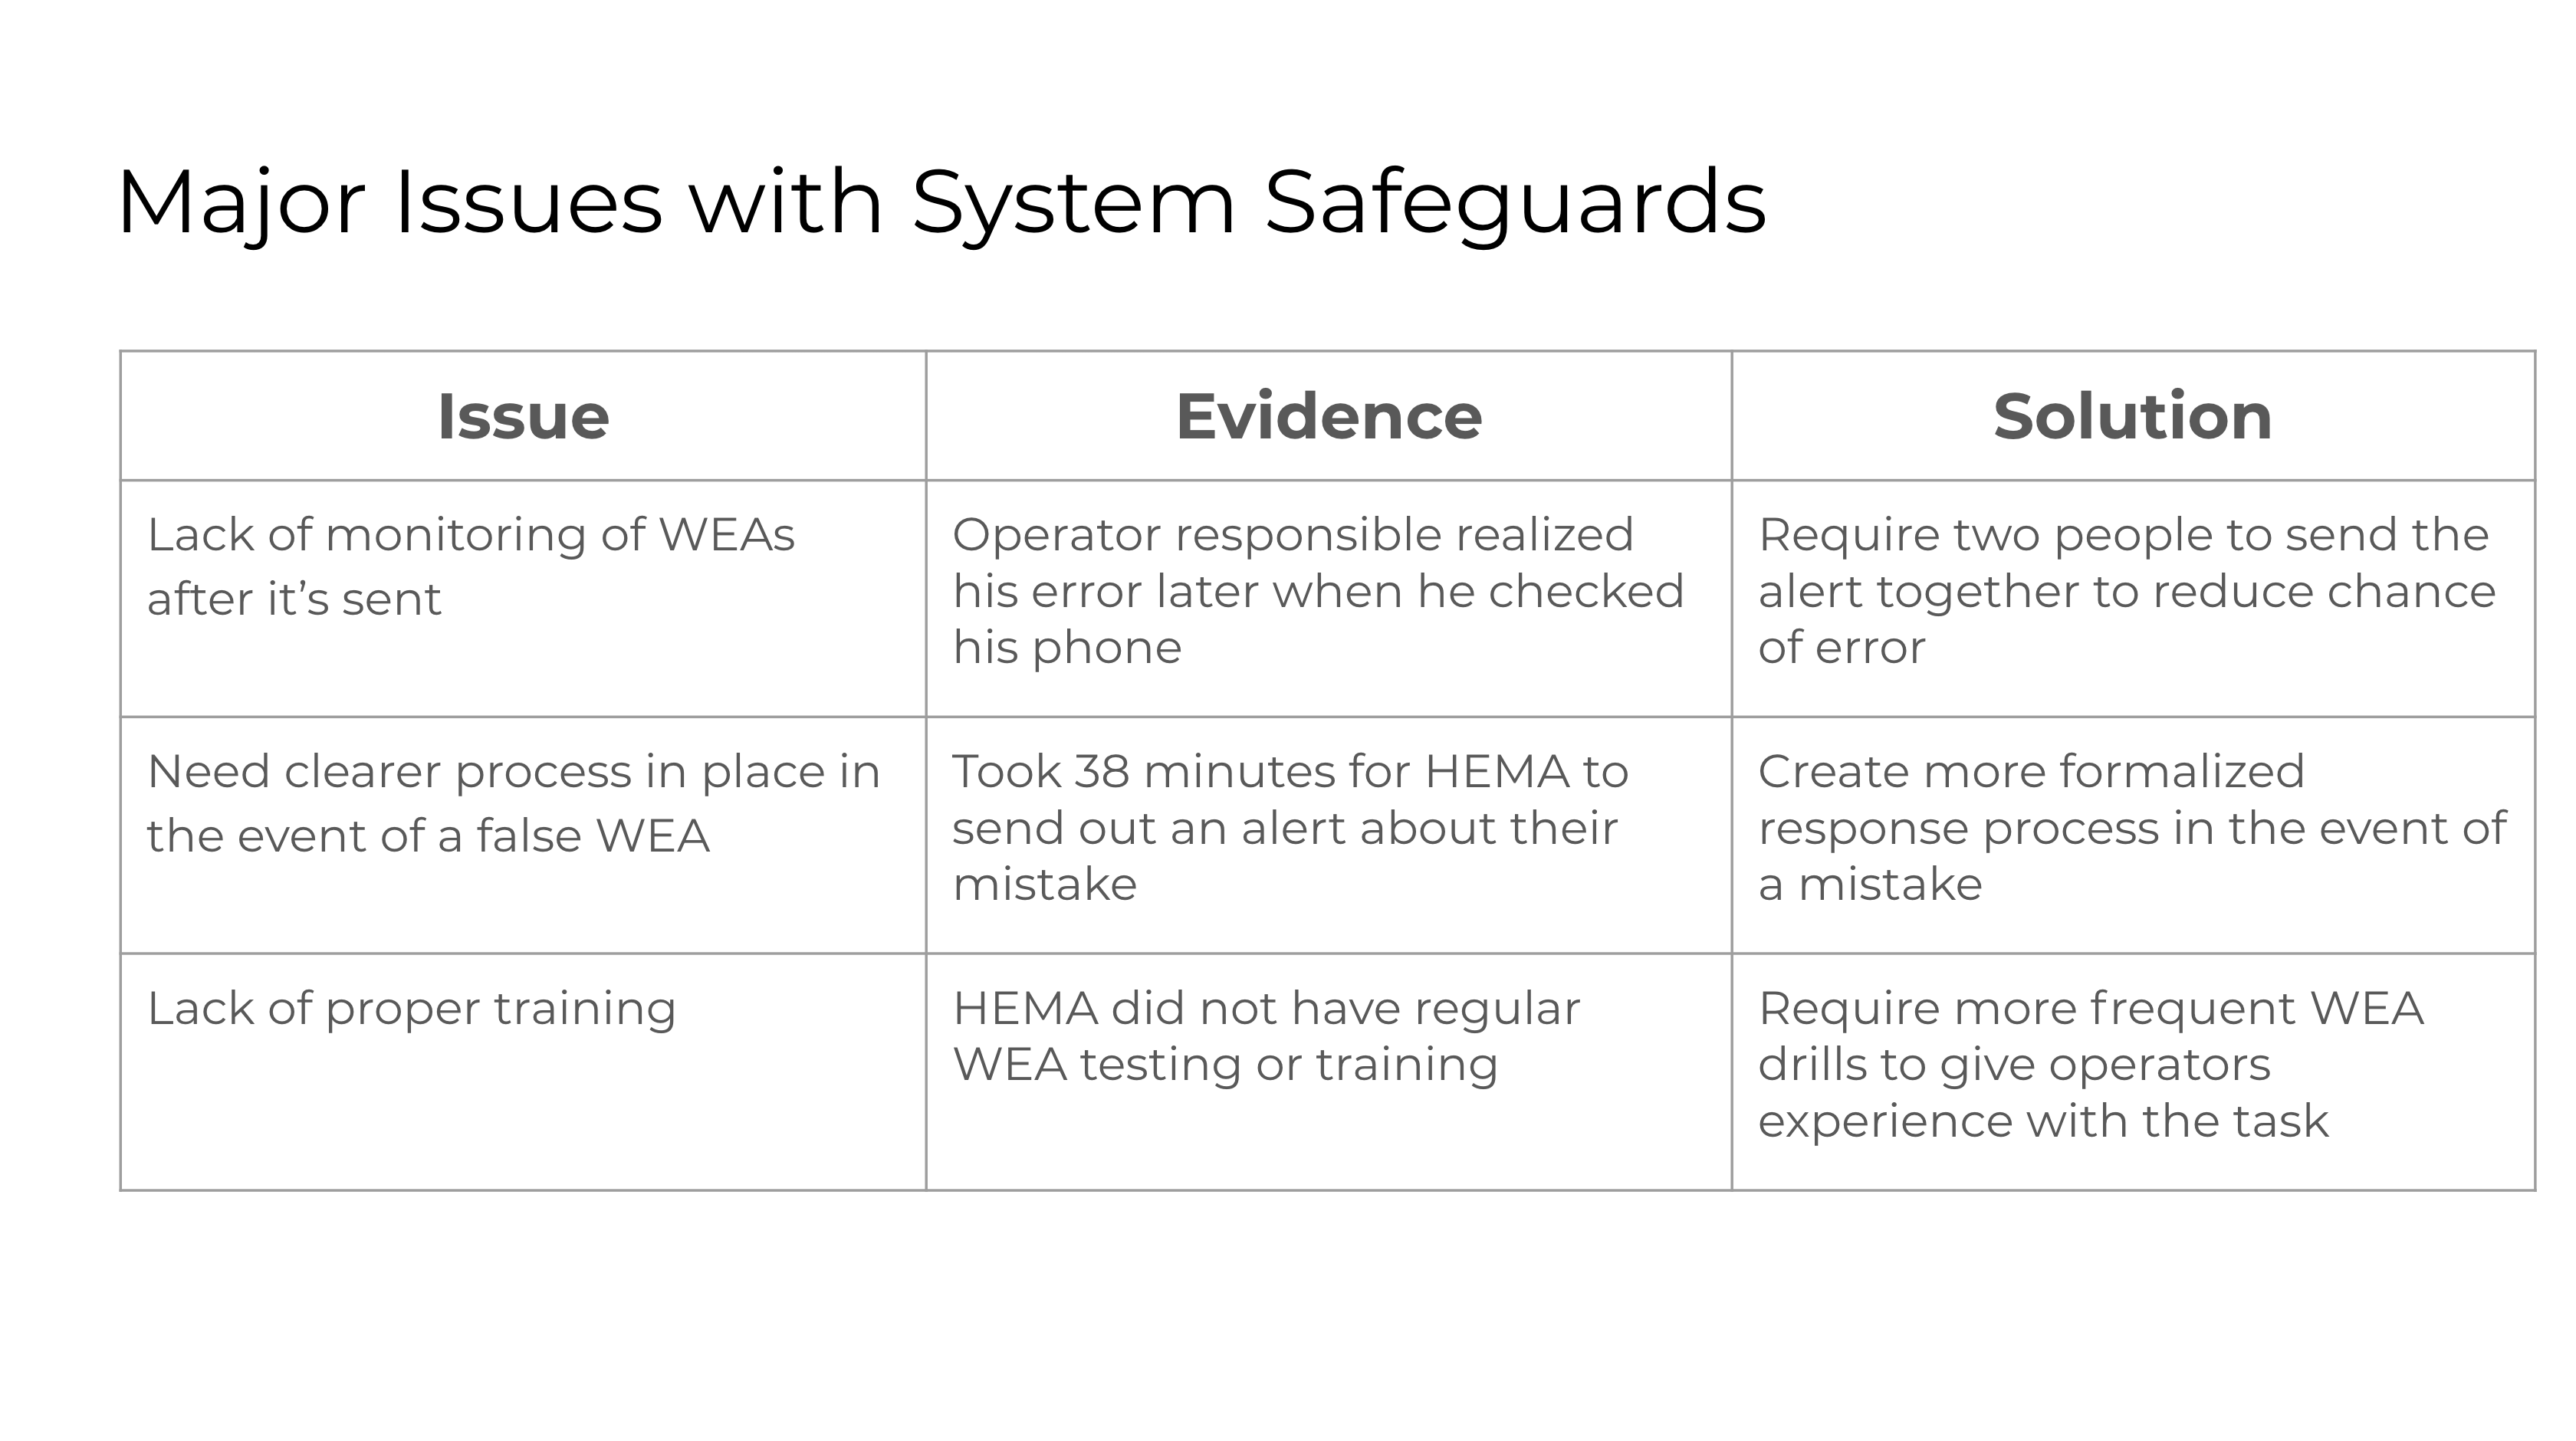 Major Issues with System Safeguards
Issue
Evidence
Solution
Lack of monitoring of WEAs
after it’s sent
Operator responsible realized
his error later when he checked
his phone
Require two people to send the
alert together to reduce chance
of error
Need clearer process in place in
the event of a false WEA
Took 38 minutes for HEMA to
send out an alert about their
mistake
Create more formalized
response process in the event of
a mistake
Lack of proper training
HEMA did not have regular
WEA testing or training
Require more frequent WEA
drills to give operators
experience with the task